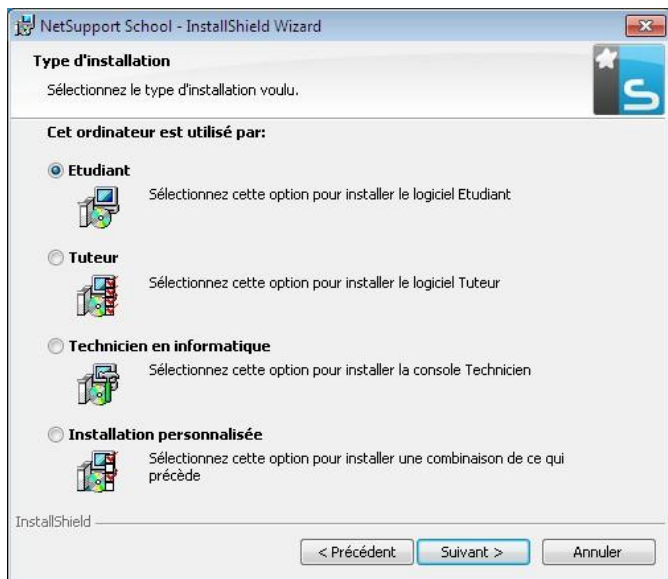 NetSupport School - InstallShield Wizard
Type d'installation
Sélectionnez le type d'installation voulu.
S
Cet ordinateur est utilisé par:
Etudiant
Sélectionnez cette option pour installer le logiciel Etudiant
Tuteur
Sélectionnez cette option pour installer le logiciel Tuteur
Technicien en informatique
Sélectionnez cette option pour installer la console Technicien
Installation personnalisée
Sélectionnez cette option pour installer une combinaison de ce qui
précède
InstallShield
< Précédent Suivant > Annuler